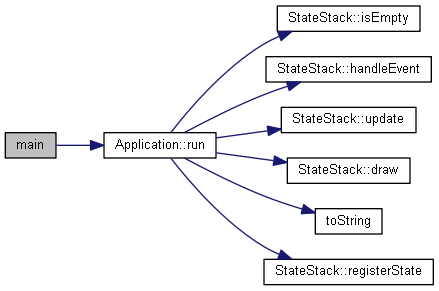 main
Application::run
StateStack::isEmpty
StateStack::handleEvent
StateStack::update
StateStack::draw
toString
StateStack::registerState